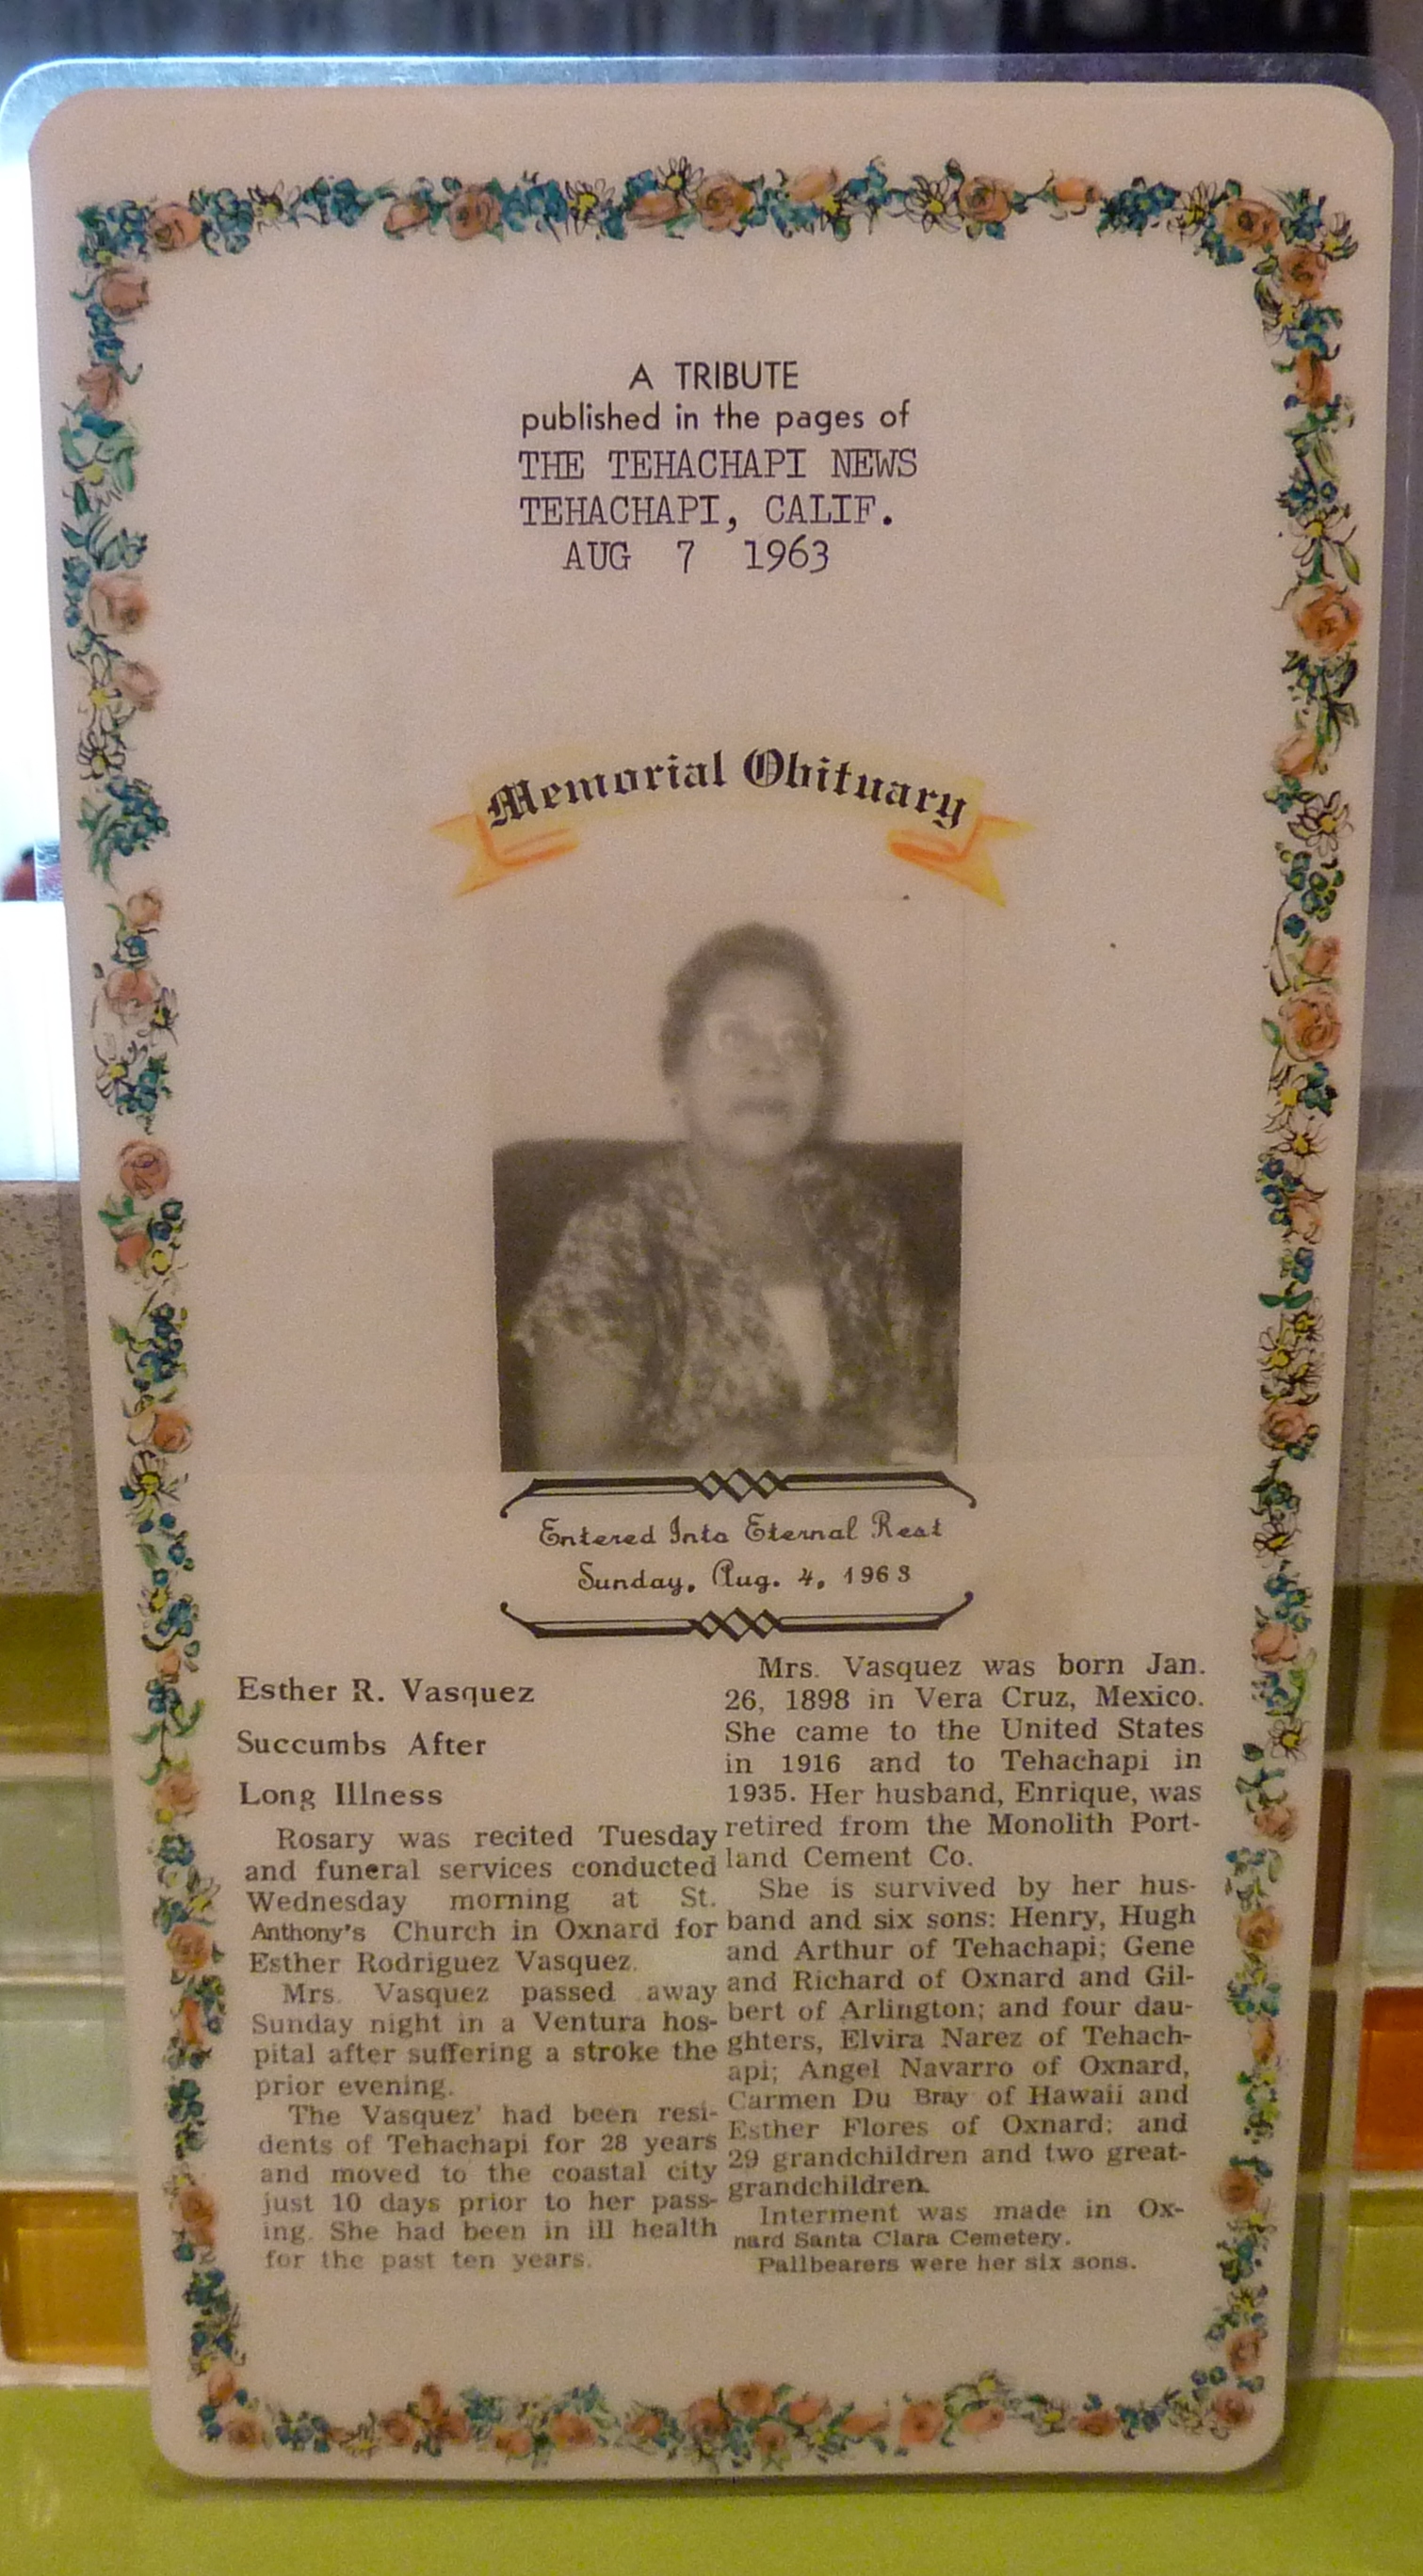 A TRIBUTE
published in the pages of
THE TEHACHAPI NEWS
TEHACHAPI, CALIF.
AUG 7 1963
Memorial Obituary
Entered Into Eternal Rest
Sunday, Aug. 4, 1963
Esther R. Vasquez
Succumbs After
Long Illness
Rosary was recited Tuesday
and funeral services conducted
Wednesday morning at St.
Anthony's Church in Oxnard for
Esther Rodriguez Vasquez.
Mrs. Vasquez passed away
Sunday night in a Ventura hos-
pital after suffering a stroke the
prior evening.
The Vasquez' had been resi-
dents of Tehachapi for 28 years
and moved to the coastal city
just 10 days prior to her pass-
ing. She had been in ill health
for the past ten years.
Mrs. Vasquez was born Jan.
26, 1898 in Vera Cruz, Mexico.
She came to the United States
in 1916 and to Tehachapi in
1935. Her husband, Enrique, was
retired from the Monolith Port-
land Cement Co.
She is survived by her hus-
band and six sons: Henry, Hugh
and Arthur of Tehachapi; Gene
and Richard of Oxnard and Gil-
bert of Arlington; and four dau-
ghters, Elvira Narez of Tehach-
api; Angel Navarro of Oxnard,
Carmen Du Bray of Hawaii and
Esther Flores of Oxnard; and
29 grandchildren and two great-
grandchildren.
Interment was made in Ox-
nard Santa Clara Cemetery.
Pallbearers were her six sons.